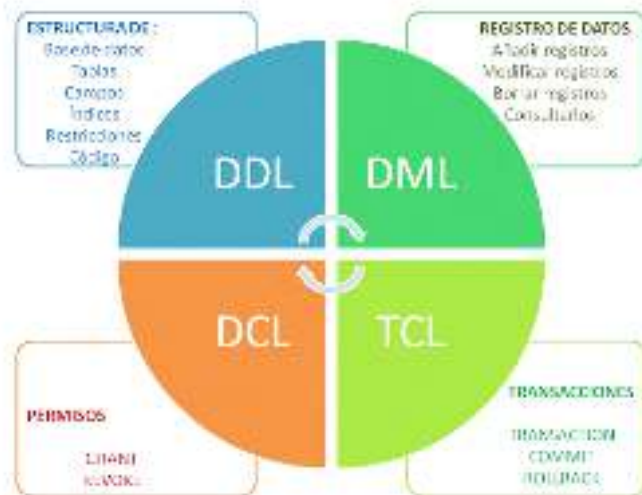 ESTRUCTURA DE :
Base de datos
Tablas
Campos
Índices
Restricciones
Código
REGISTRO DE DATOS
Añadir registros
Modificar registros
Borrar registros
Consultarlos
DDL
DML
DCL
TCL
PERMISOS
GRANT
REVOKE
TRANSACCIONES
TRANSACTION
COMMIT
ROLLBACK